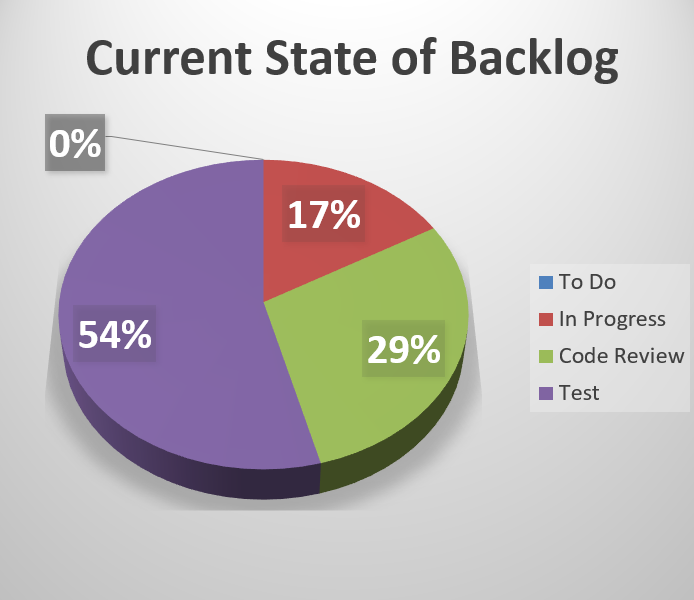 Current State of Backlog
0%
17%
54%
29%
To Do
In Progress
Code Review
Test